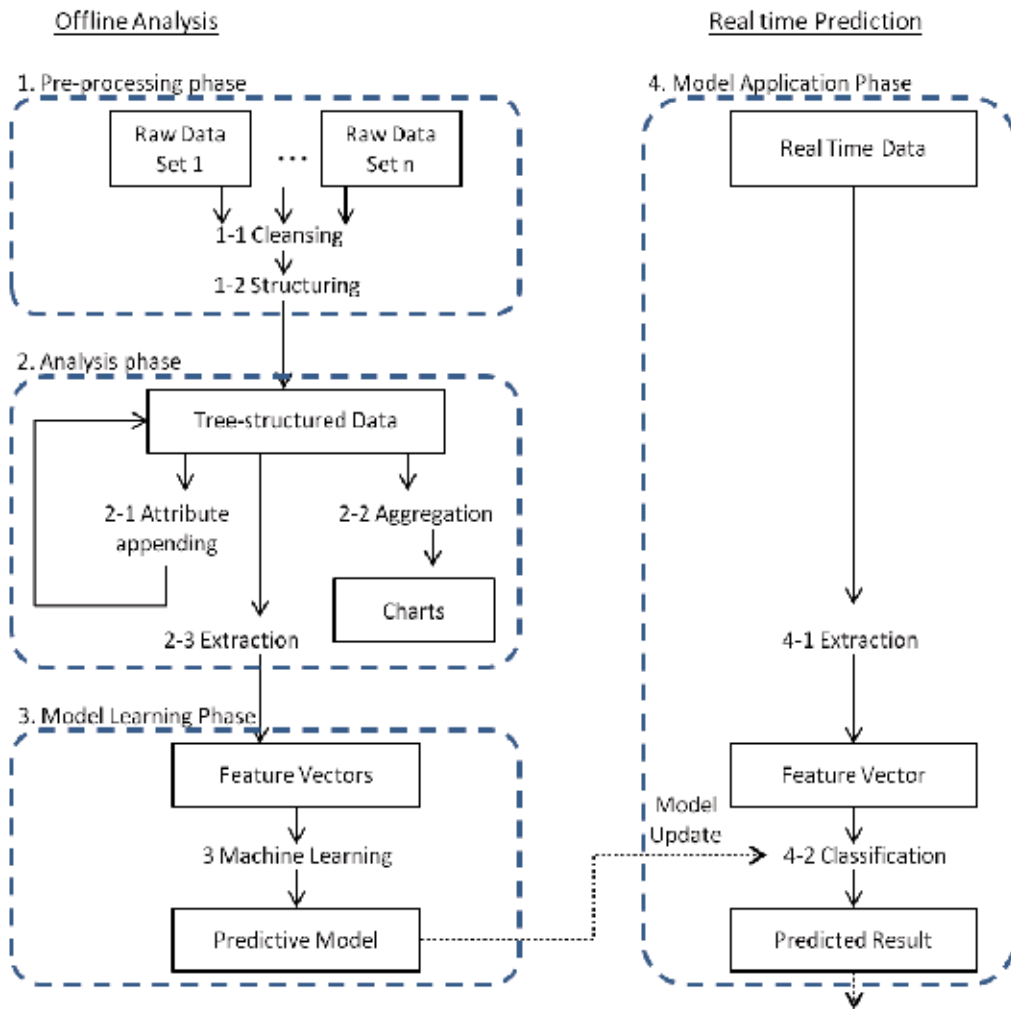 Offline Analysis
Real time Prediction
1. Pre-processing phase
Raw Data
Set 1
...
Raw Data
Set n
1-1 Cleansing
1-2 Structuring
2. Analysis phase
Tree-structured Data
2-1 Attribute
appending
2-2 Aggregation
Charts
2-3 Extraction
3. Model Learning Phase
Feature Vectors
3 Machine Learning
Predictive Model
Model
Update
4. Model Application Phase
Real Time Data
4-1 Extraction
Feature Vector
4-2 Classification
Predicted Result